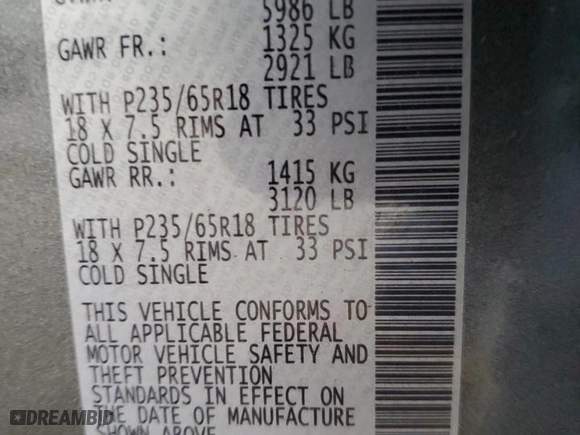 5986 LB
GAWR FR.: 1325 KG
2921 LB
WITH P235/65R18 TIRES
18 X 7.5 RIMS AT 33 PSI
COLD SINGLE
GAWR RR.: 1415 KG
3120 LB
WITH P235/65R18 TIRES
18 X 7.5 RIMS AT 33 PSI
COLD SINGLE
THIS VEHICLE CONFORMS TO
ALL APPLICABLE FEDERAL
MOTOR VEHICLE SAFETY AND
THEFT PREVENTION
STANDARDS IN EFFECT ON
THE DATE OF MANUFACTURE
SHOWN ABOVE
DREAMBID